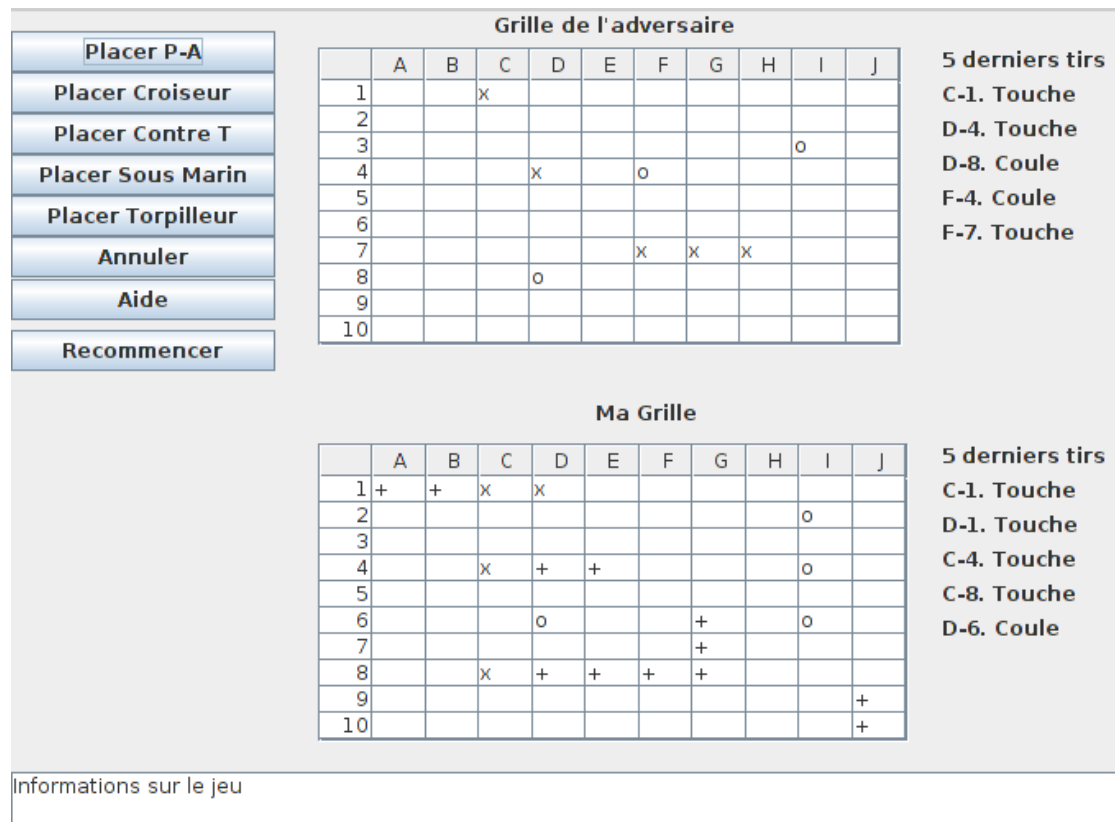 Placer P-A
Placer Croiseur
Placer Contre T
Placer Sous Marin
Placer Torpilleur
Annuler
Aide
Recommencer
Grille de l'adversaire
A B C D E F G H I J
1 x
2
3 o
4 x o
5
6
7 x x x
8 o
9
10
5 derniers tirs
C-1. Touche
D-4. Touche
D-8. Coule
F-4. Coule
F-7. Touche
Ma Grille
A B C D E F G H I J
1 + + x x
2 o
3
4 x + + o
5
6 o + o
7 +
8 x + + + +
9 +
10 +
5 derniers tirs
C-1. Touche
D-1. Touche
C-4. Touche
C-8. Touche
D-6. Coule
Informations sur le jeu